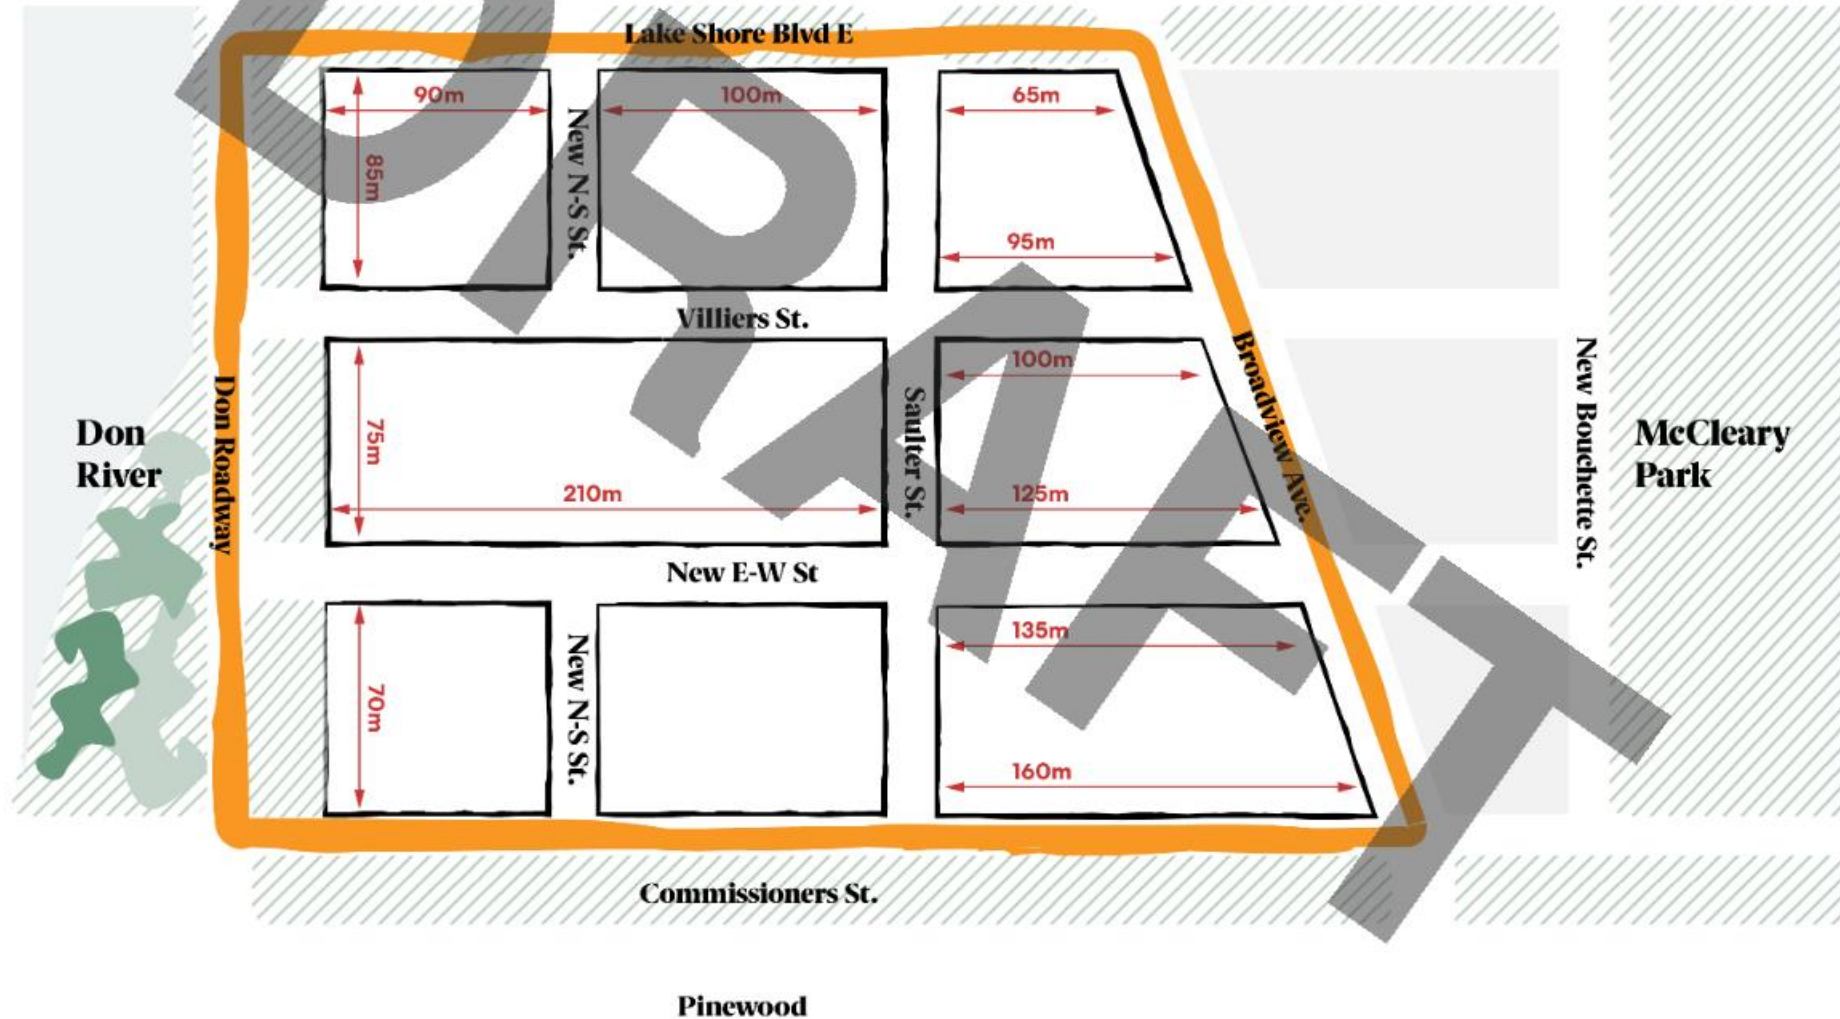 Lake Shore Blvd E
90m
100m
65m
85m
New N-S St.
95m
Villiers St.
Don Roadway
75m
210m
Saulter St.
100m
125m
Broadview Ave.
New Bouchette St.
Don
River
McCleary
Park
New E-W St
70m
New N-S St.
135m
160m
Commissioners St.
Pinewood
DRAFT